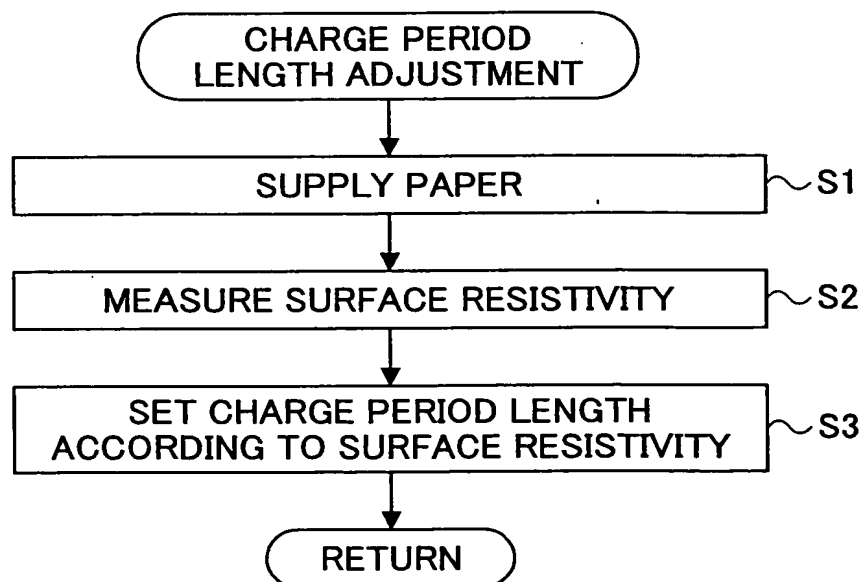 CHARGE PERIOD
LENGTH ADJUSTMENT
SUPPLY PAPER
S1
MEASURE SURFACE RESISTIVITY
S2
SET CHARGE PERIOD LENGTH
ACCORDING TO SURFACE RESISTIVITY
S3
RETURN